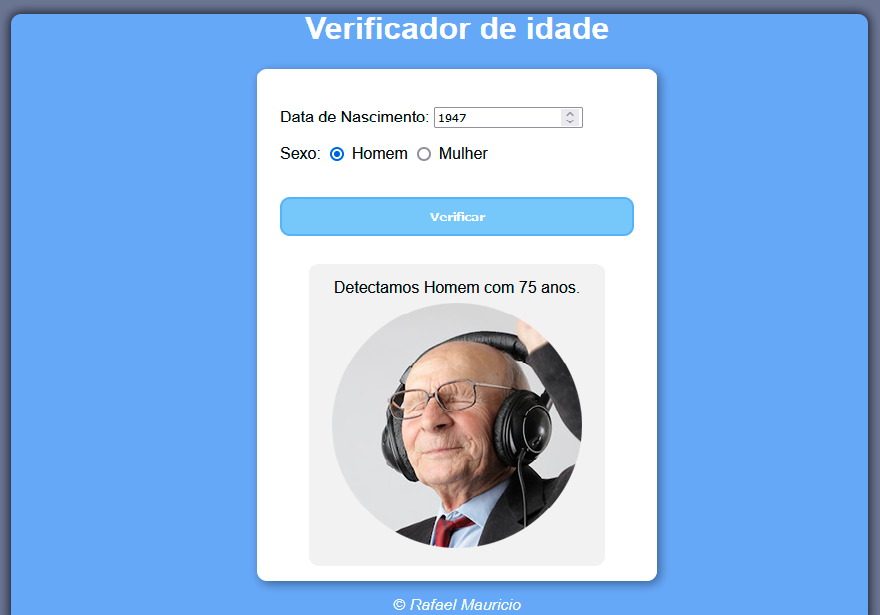 Verificador de idade
Data de Nascimento: 1947
Sexo: Homem Mulher
Verificar
Detectamos Homem com 75 anos.
© Rafael Mauricio